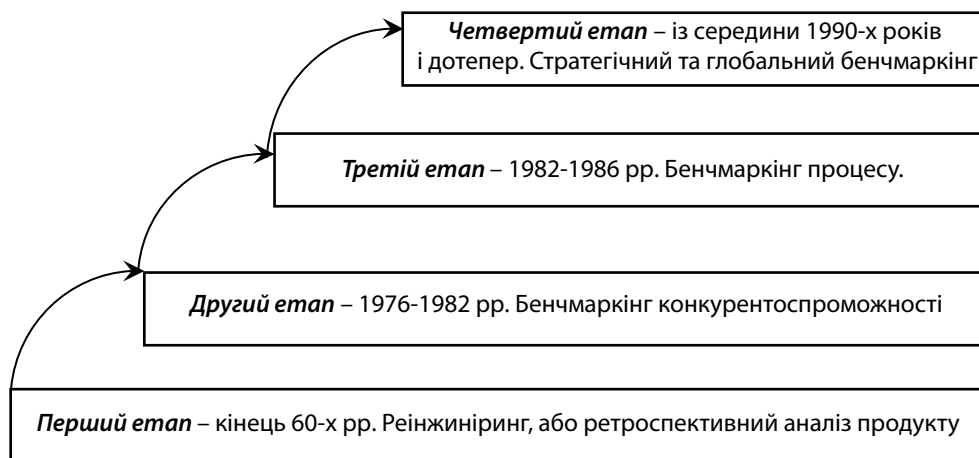 Четвертий етап – із середини 1990-х років
і дотепер. Стратегічний та глобальний бенчмаркінг
Третій етап – 1982-1986 рр. Бенчмаркінг процесу.
Другий етап – 1976-1982 рр. Бенчмаркінг конкурентоспроможності
Перший етап – кінець 60-х рр. Реінжиніринг, або ретроспективний аналіз продукту